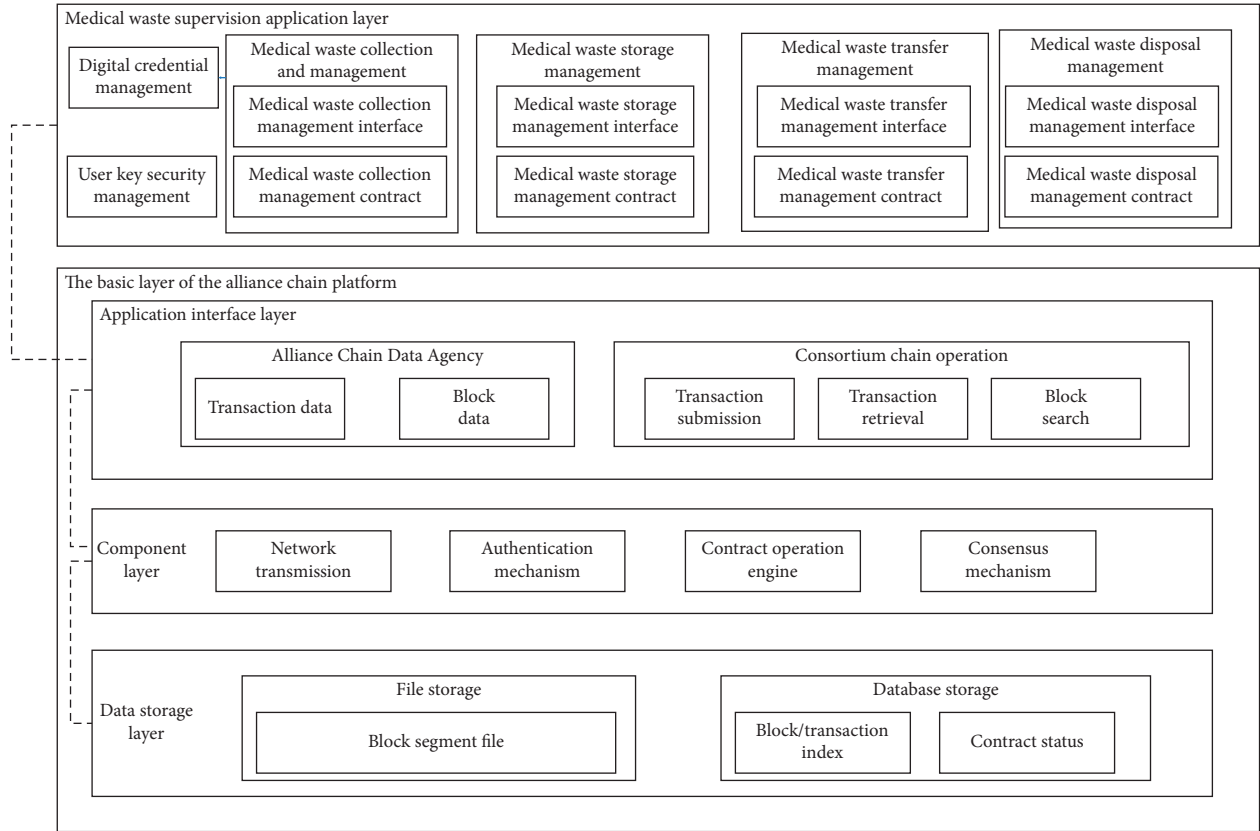 Medical waste supervision application layer
Digital credential
management
User key security
management
Medical waste collection
and management
Medical waste collection
management interface
Medical waste collection
management contract
Medical waste storage
management
Medical waste storage
management interface
Medical waste storage
management contract
Medical waste transfer
management
Medical waste transfer
management interface
Medical waste transfer
management contract
Medical waste disposal
management
Medical waste disposal
management interface
Medical waste disposal
management contract
The basic layer of the alliance chain platform
Application interface layer
Alliance Chain Data Agency
Transaction data
Block
data
Consortium chain operation
Transaction
submission
Transaction
retrieval
Block
search
Component
layer
Network
transmission
Authentication
mechanism
Contract operation
engine
Consensus
mechanism
Data storage
layer
File storage
Block segment file
Database storage
Block/transaction
index
Contract status